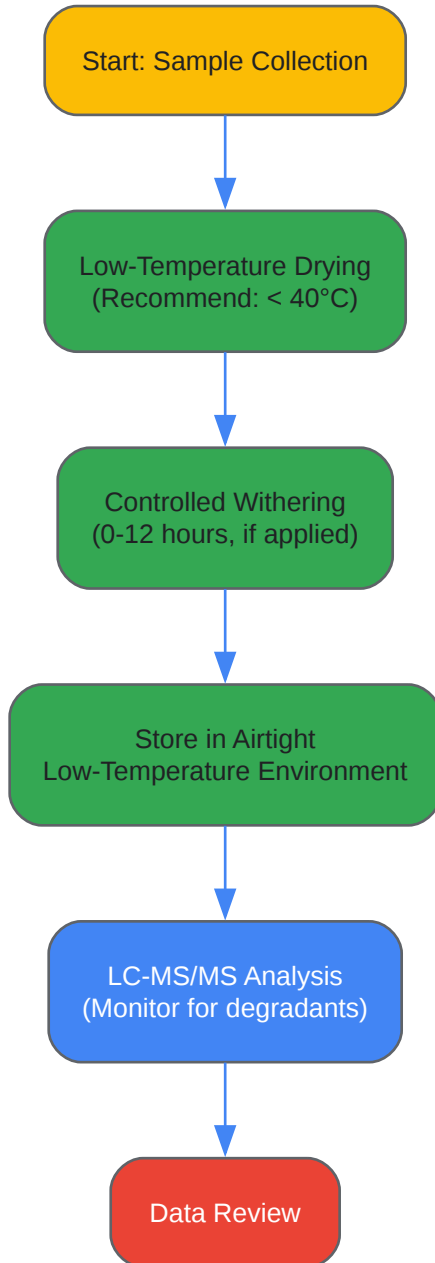 Start: Sample Collection
Low-Temperature Drying
(Recommend: < 40°C)
Controlled Withering
(0-12 hours, if applied)
Store in Airtight
Low-Temperature Environment
LC-MS/MS Analysis
(Monitor for degradants)
Data Review